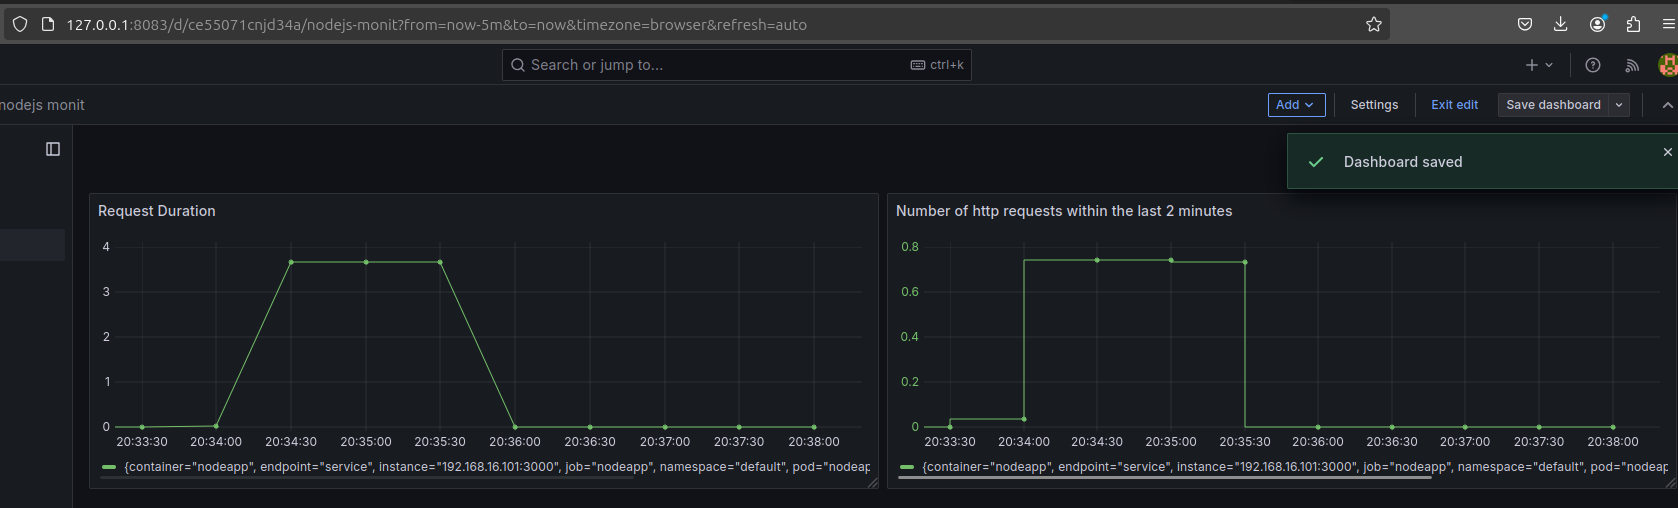 127.0.0.1:8083/d/ce55071cnjd34a/nodejs-monit?from=now-5m&to=now&timezone=browser&refresh=auto
Search or jump to... ctrl+k
nodejs monit Add Settings Exit edit Save dashboard
Dashboard saved
Request Duration
4
3
2
1
0
20:33:30 20:34:00 20:34:30 20:35:00 20:35:30 20:36:00 20:36:30 20:37:00 20:37:30 20:38:00
{container="nodeapp", endpoint="service", instance="192.168.16.101:3000", job="nodeapp", namespace="default", pod="nodeap
Number of http requests within the last 2 minutes
0.8
0.6
0.4
0.2
0
20:33:30 20:34:00 20:34:30 20:35:00 20:35:30 20:36:00 20:36:30 20:37:00 20:37:30 20:38:00
{container="nodeapp", endpoint="service", instance="192.168.16.101:3000", job="nodeapp", namespace="default", pod="nodeap